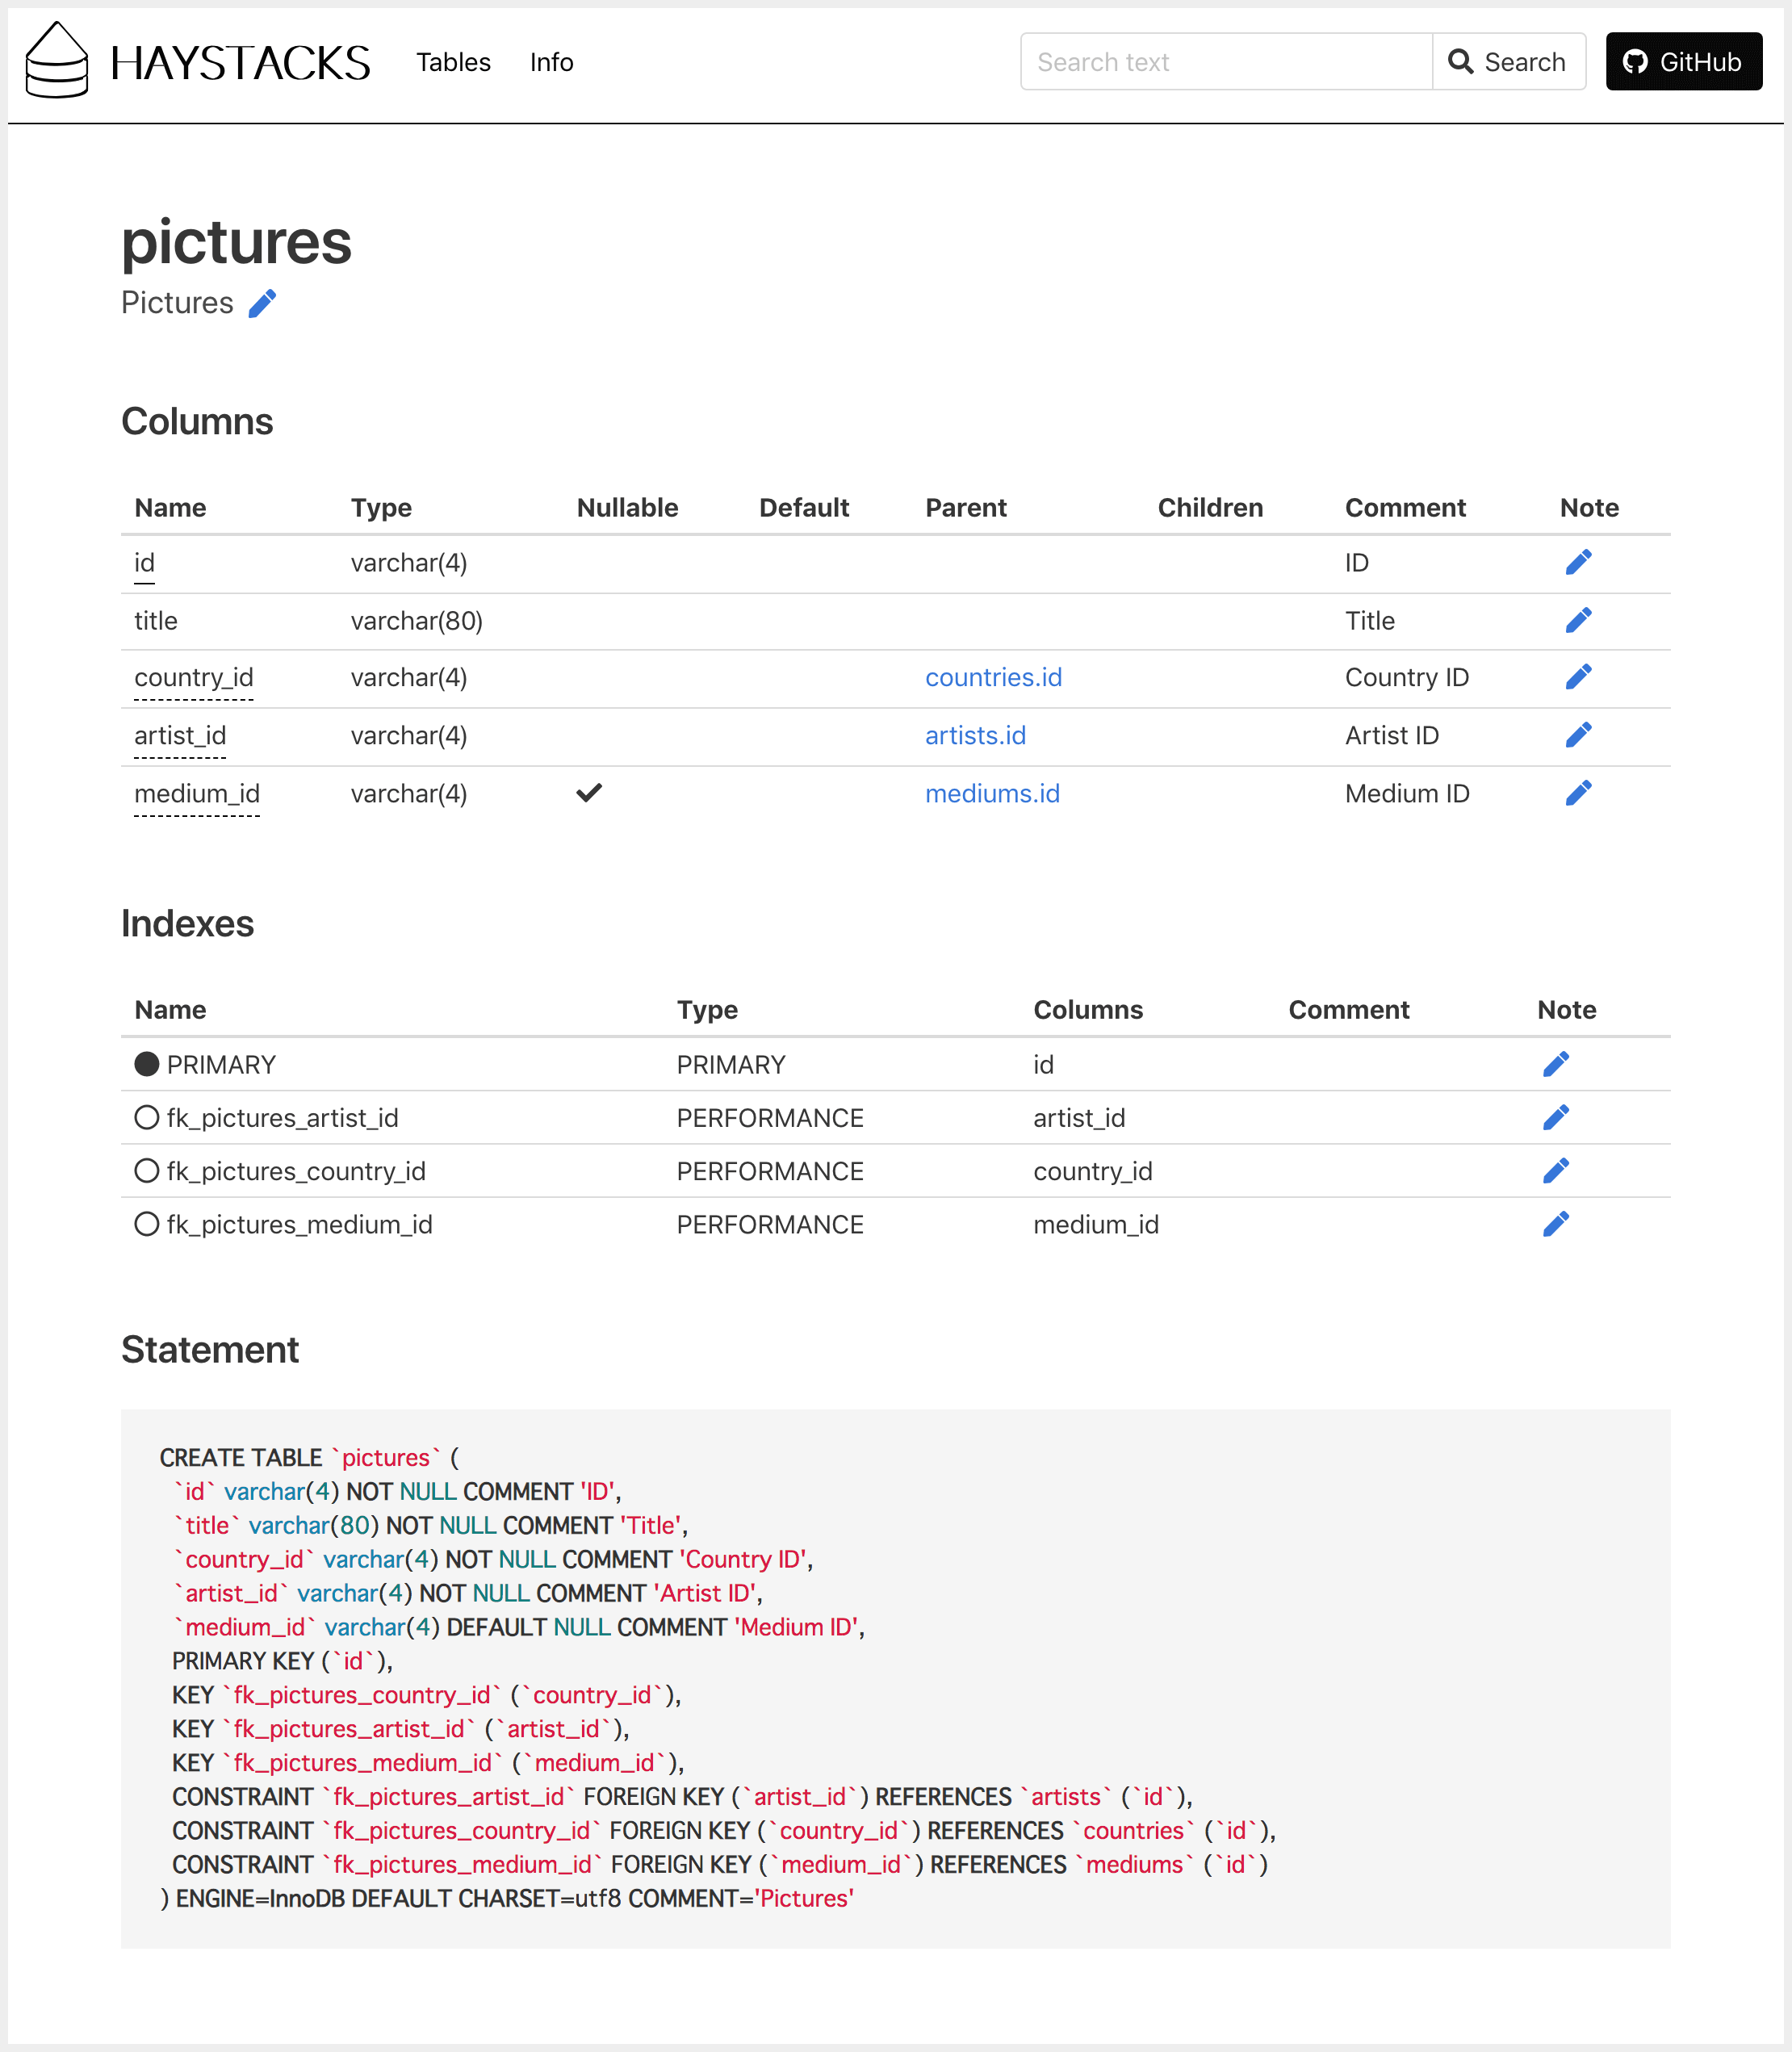 HAYSTACKS Tables Info Search text Search GitHub
pictures
Pictures
Columns
Name Type Nullable Default Parent Children Comment Note
id varchar(4) ID
title varchar(80) Title
country_id varchar(4) countries.id Country ID
artist_id varchar(4) artists.id Artist ID
medium_id varchar(4) mediums.id Medium ID
Indexes
Name Type Columns Comment Note
PRIMARY PRIMARY id
fk_pictures_artist_id PERFORMANCE artist_id
fk_pictures_country_id PERFORMANCE country_id
fk_pictures_medium_id PERFORMANCE medium_id
Statement
CREATE TABLE `pictures` (
`id` varchar(4) NOT NULL COMMENT 'ID',
`title` varchar(80) NOT NULL COMMENT 'Title',
`country_id` varchar(4) NOT NULL COMMENT 'Country ID',
`artist_id` varchar(4) NOT NULL COMMENT 'Artist ID',
`medium_id` varchar(4) DEFAULT NULL COMMENT 'Medium ID',
PRIMARY KEY (`id`),
KEY `fk_pictures_country_id` (`country_id`),
KEY `fk_pictures_artist_id` (`artist_id`),
KEY `fk_pictures_medium_id` (`medium_id`),
CONSTRAINT `fk_pictures_artist_id` FOREIGN KEY (`artist_id`) REFERENCES `artists` (`id`),
CONSTRAINT `fk_pictures_country_id` FOREIGN KEY (`country_id`) REFERENCES `countries` (`id`),
CONSTRAINT `fk_pictures_medium_id` FOREIGN KEY (`medium_id`) REFERENCES `mediums` (`id`)
) ENGINE=InnoDB DEFAULT CHARSET=utf8 COMMENT='Pictures'